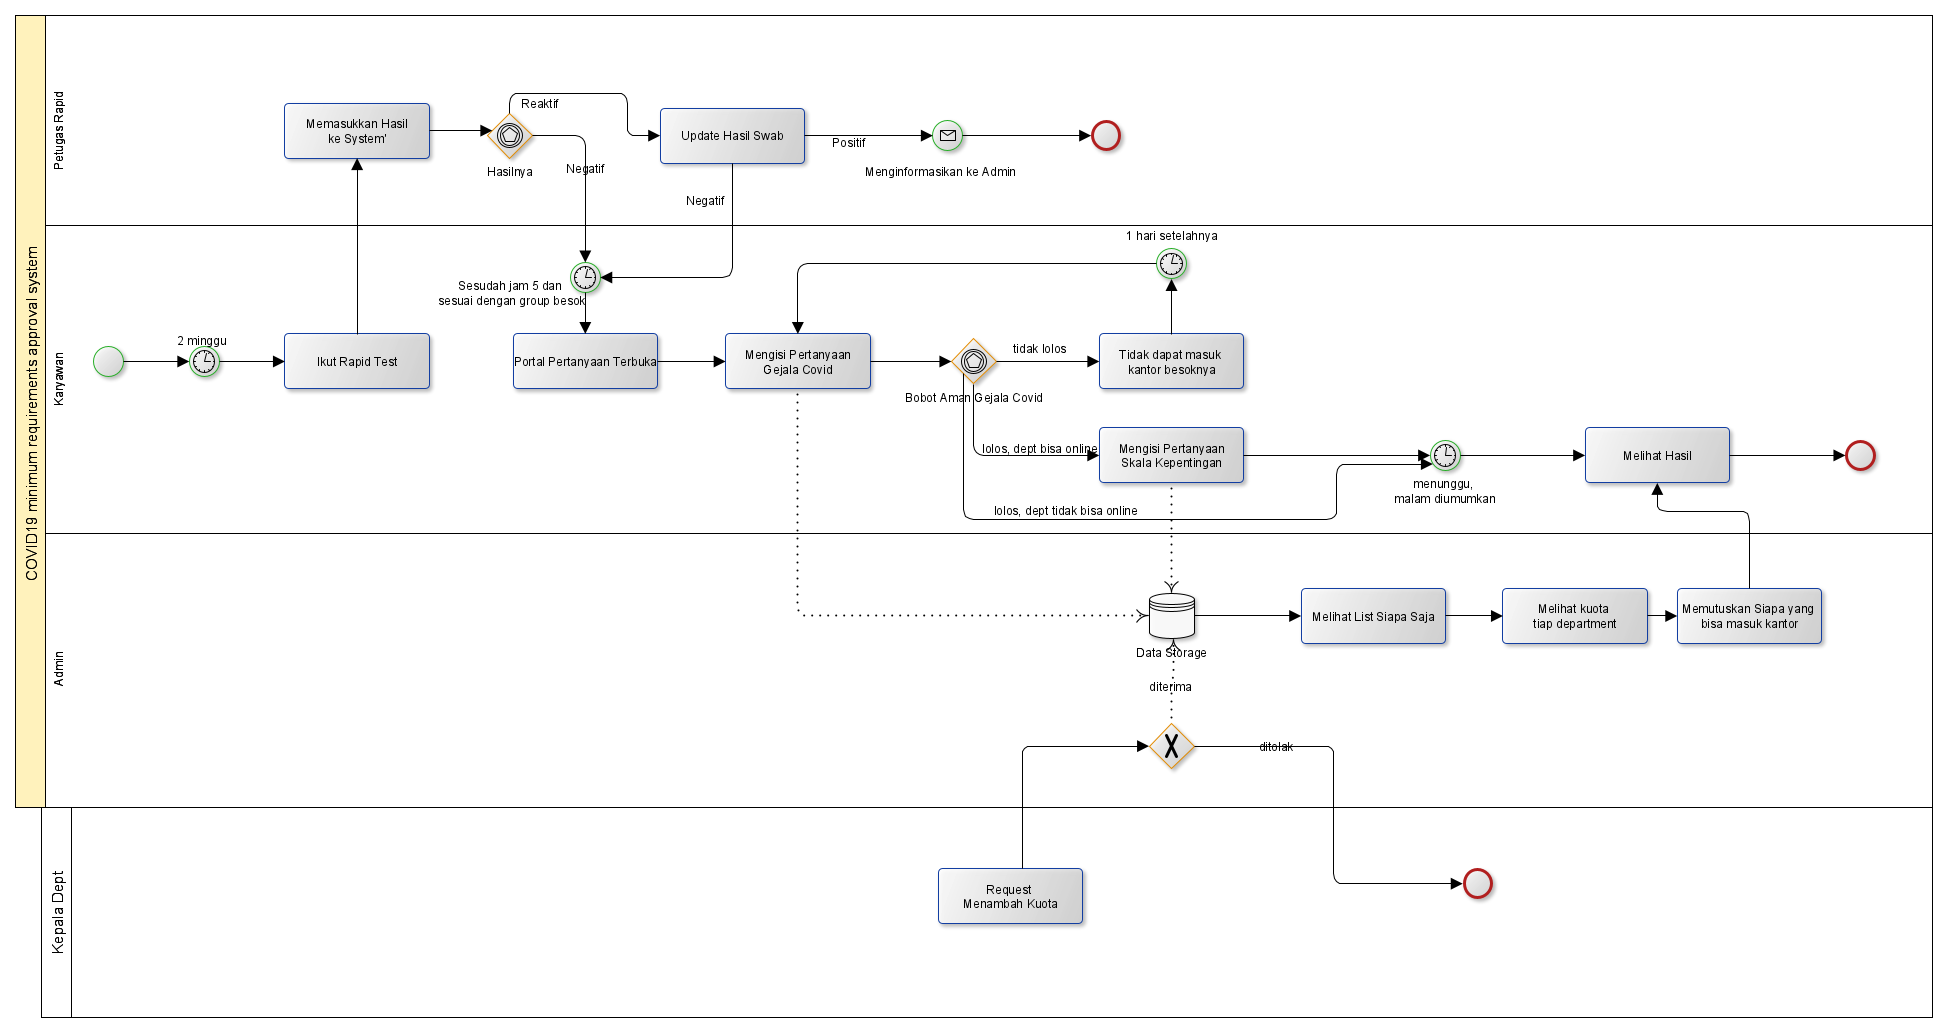 COVID19 minimum requirements approval system
Petugas Rapid
Memasukkan Hasil
ke System'
Hasilnya
Reaktif
Negatif
Update Hasil Swab
Positif
Negatif
Menginformasikan ke Admin
Karyawan
2 minggu
Ikut Rapid Test
Sesudah jam 5 dan
sesuai dengan group besok
Portal Pertanyaan Terbuka
Mengisi Pertanyaan
Gejala Covid
Bobot Aman Gejala Covid
tidak lolos
Tidak dapat masuk
kantor besoknya
1 hari setelahnya
lolos, dept bisa online
Mengisi Pertanyaan
Skala Kepentingan
lolos, dept tidak bisa online
menunggu,
malam diumumkan
Melihat Hasil
Admin
Data Storage
Melihat List Siapa Saja
Melihat kuota
tiap department
Memutuskan Siapa yang
bisa masuk kantor
diterima
X
ditolak
Kepala Dept
Request
Menambah Kuota